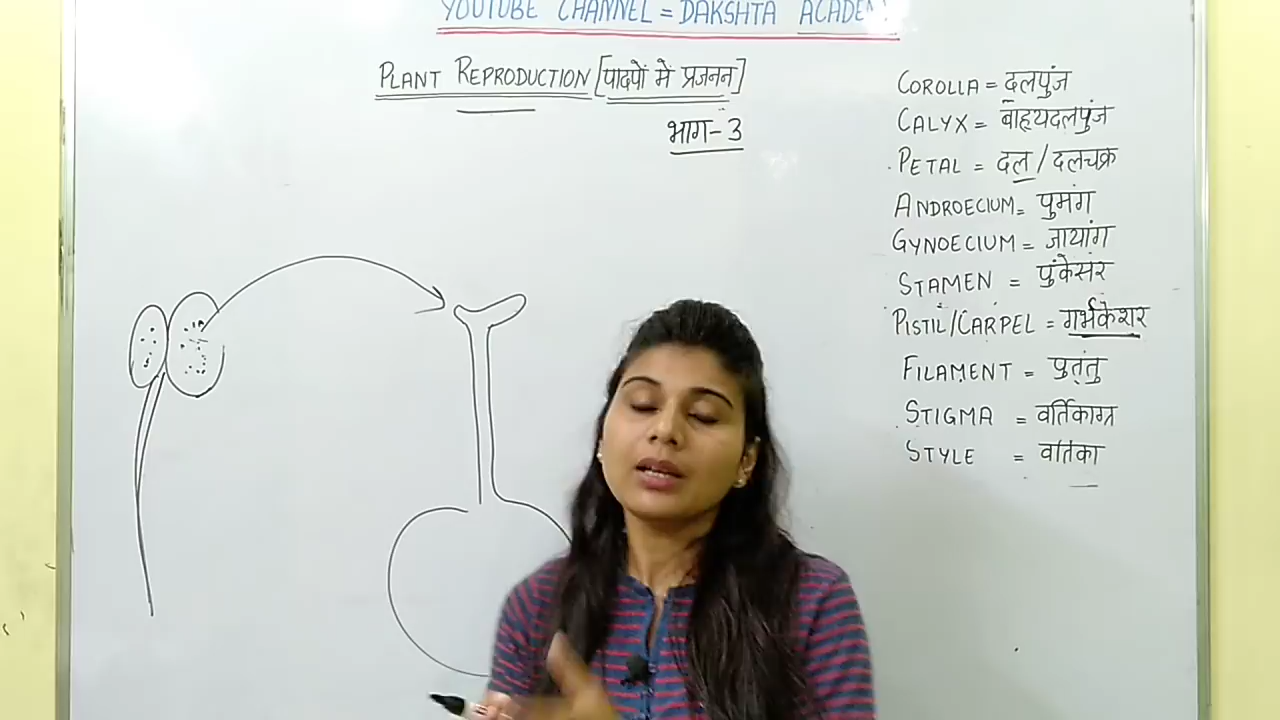 YOUTUBE CHANNEL = DAKSHTA ACADEM
PLANT REPRODUCTION [पादपों में प्रजनन]
भाग-3
COROLLA = दलपुंज
CALYX = बाह्यदलपुंज
PETAL = दल / दलचक्र
ANDROECIUM = पुमंग
GYNOECIUM = जायांग
STAMEN = पुंकेसर
PISTIL/CARPEL = गर्भकेशर
FILAMENT = पुतंतु
STIGMA = वर्तिकाग्र
STYLE = वर्तिका